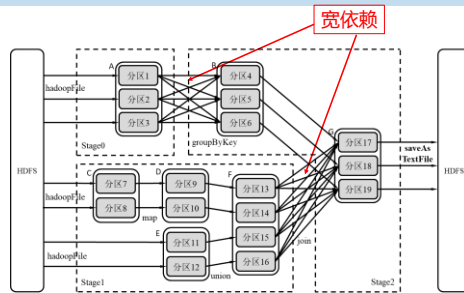 宽依赖
A
B
分区1
分区4
hadoopFile
分区2
分区5
分区3
分区6
G
Stage0
groupByKey
分区17
saveAs
HDFS
分区18
TextFile
HDFS
C
D
F
分区19
分区7
分区9
分区13
hadoopFile
分区8
map
分区10
分区14
E
分区11
分区15
join
hadoopFile
分区12
union
分区16
Stage1
Stage2